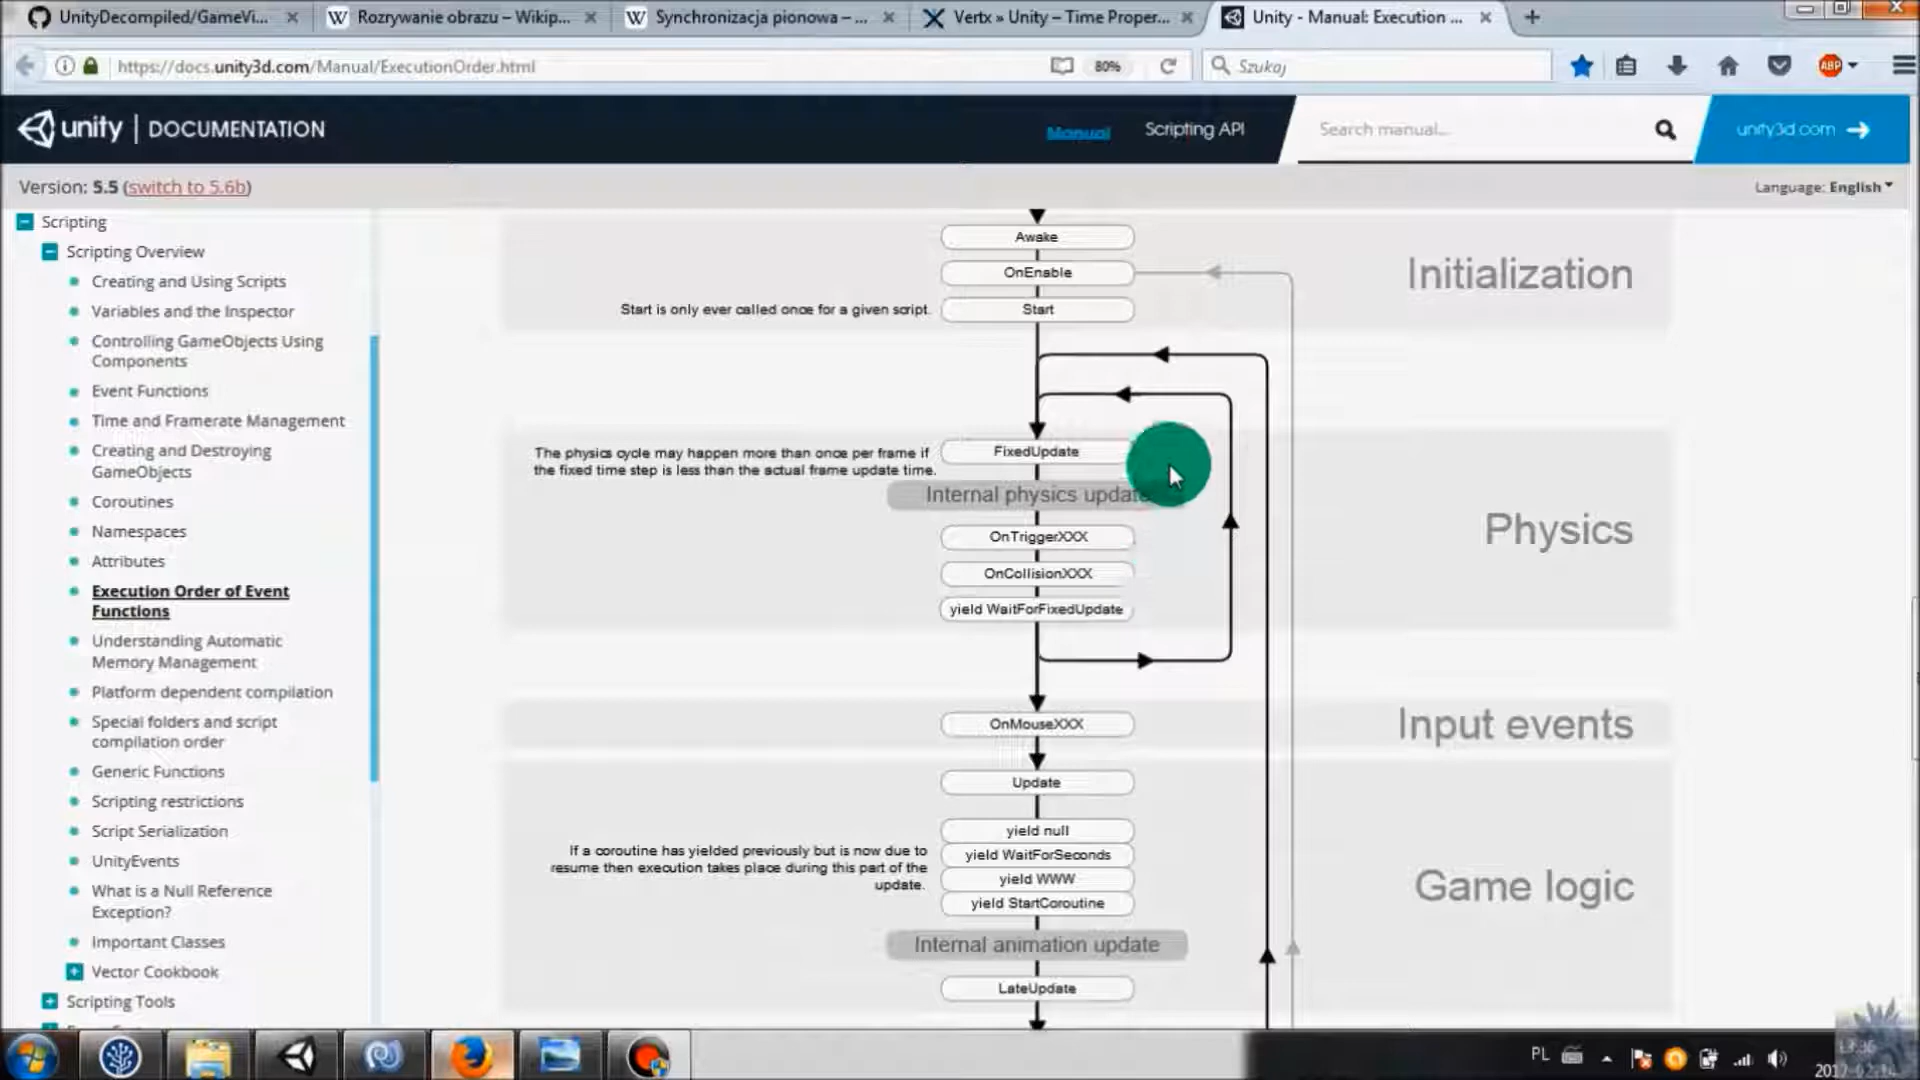 UnityDecompiled/GameVi...
Rozrywanie obrazu – Wikip...
Synchronizacja pionowa – ...
Vertx » Unity – Time Proper...
Unity - Manual: Execution ...
https://docs.unity3d.com/Manual/ExecutionOrder.html
80%
Szukaj
ABP
unity | DOCUMENTATION
Manual
Scripting API
Search manual...
unity3d.com
Version: 5.5 (switch to 5.6b)
Language: English
Scripting
Scripting Overview
Creating and Using Scripts
Variables and the Inspector
Controlling GameObjects Using
Components
Event Functions
Time and Framerate Management
Creating and Destroying
GameObjects
Coroutines
Namespaces
Attributes
Execution Order of Event
Functions
Understanding Automatic
Memory Management
Platform dependent compilation
Special folders and script
compilation order
Generic Functions
Scripting restrictions
Script Serialization
UnityEvents
What is a Null Reference
Exception?
Important Classes
Vector Cookbook
Scripting Tools
Awake
OnEnable
Start is only ever called once for a given script.
Start
Initialization
The physics cycle may happen more than once per frame if
the fixed time step is less than the actual frame update time.
FixedUpdate
Internal physics update
OnTriggerXXX
OnCollisionXXX
yield WaitForFixedUpdate
Physics
OnMouseXXX
Input events
Update
yield null
If a coroutine has yielded previously but is now due to
resume then execution takes place during this part of the
update.
yield WaitForSeconds
yield WWW
yield StartCoroutine
Game logic
Internal animation update
LateUpdate
PL